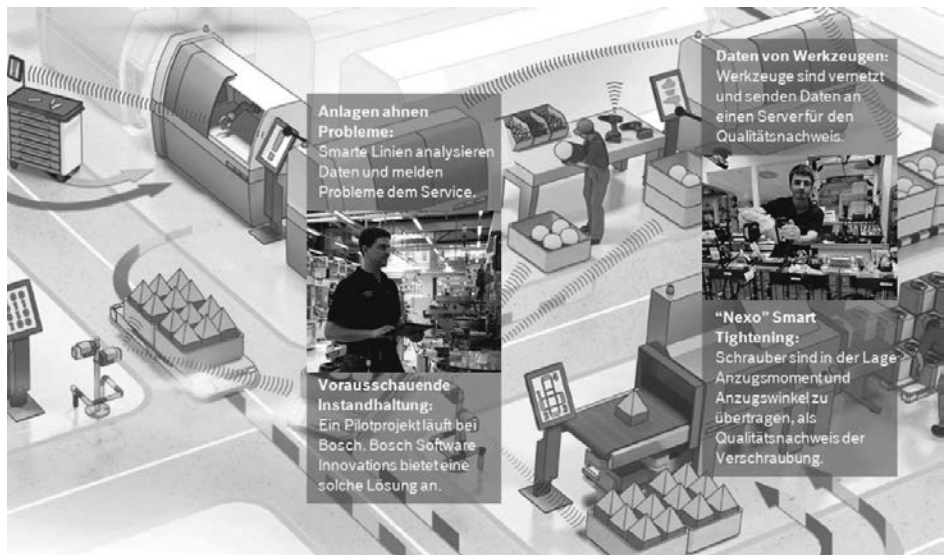 Anlagen ahnen
Probleme:
Smarte Linien analysieren
Daten und melden
Probleme dem Service.
Vorausschauende
Instandhaltung:
Ein Pilotprojekt läuft bei
Bosch. Bosch Software
Innovations bietet eine
solche Lösung an.
Daten von Werkzeugen:
Werkzeuge sind vernetzt
und senden Daten an
einen Server für den
Qualitätsnachweis.
“Nexo” Smart
Tightening:
Schrauber sind in der Lage
Anzugsmoment und
Anzugswinkel zu
übertragen, als
Qualitätsnachweis der
Verschraubung.